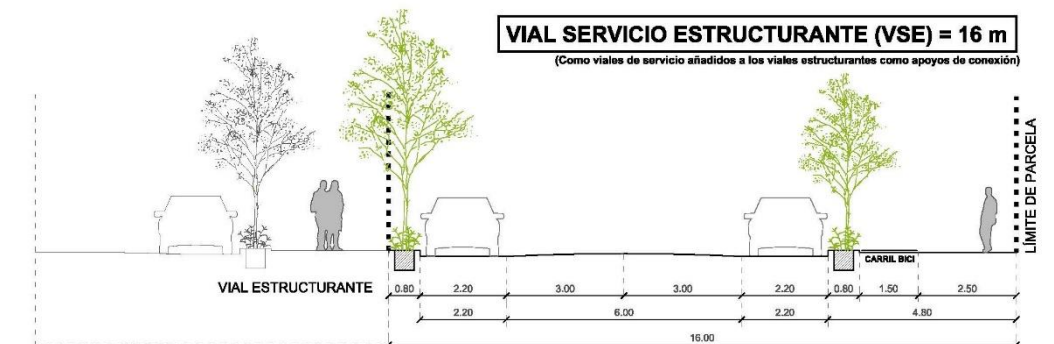 VIAL SERVICIO ESTRUCTURANTE (VSE) = 16 m
(Como viales de servicio añadidos a los viales estructurantes como apoyos de conexión)
LÍMITE DE PARCELA
CARRIL BICI
VIAL ESTRUCTURANTE
0.80 2.20 3.00 3.00 2.20 0.80 1.50 2.50
2.20 6.00 2.20 4.80
16.00